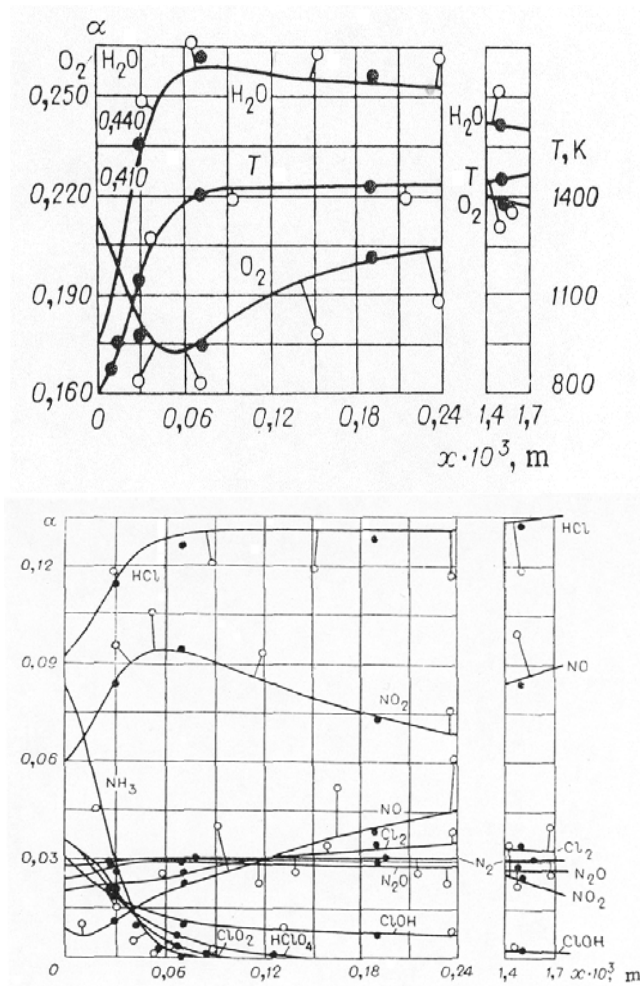 α
O₂ H₂O
0,250
0,440
H₂O
H₂O
T, K
0,410
T
T
0,220
O₂
1400
O₂
0,190
1100
0,160
800
0 0,06 0,12 0,18 0,24 1,4 1,7
x·10³, m
α
0,12
HCl
HCl
0,09
NO
NO₂
0,06
NH₃
NO
Cl₂
0,03
N₂
Cl₂
N₂O
N₂O
NO₂
ClOH
ClO₂
HClO₄
ClOH
0 0,06 0,12 0,18 0,24 1,4 1,7 x·10³, m